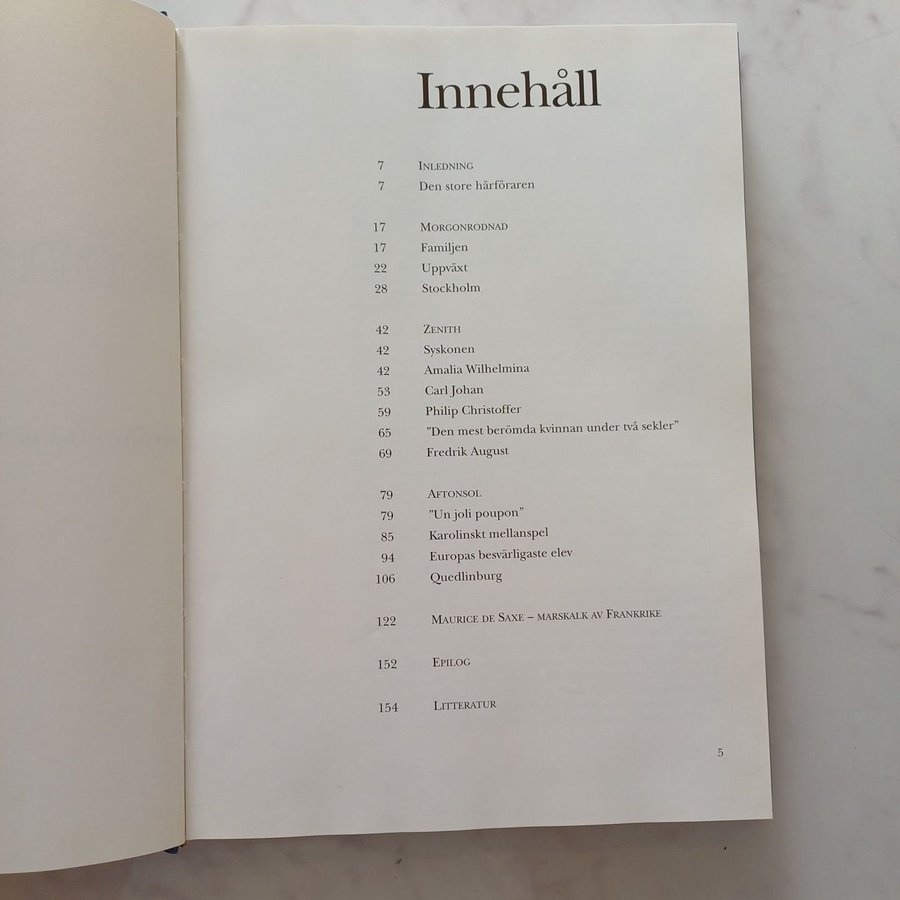 Innehåll
7 Inledning
7 Den store härföraren
17 Morgonrodnad
17 Familjen
22 Uppväxt
28 Stockholm
42 Zenith
42 Syskonen
42 Amalia Wilhelmina
53 Carl Johan
59 Philip Christoffer
65 ”Den mest berömda kvinnan under två sekler”
69 Fredrik August
79 Aftonsol
79 ”Un joli poupon”
85 Karolinskt mellanspel
94 Europas besvärligaste elev
106 Quedlinburg
122 Maurice de Saxe – marskalk av Frankrike
152 Epilog
154 Litteratur
5